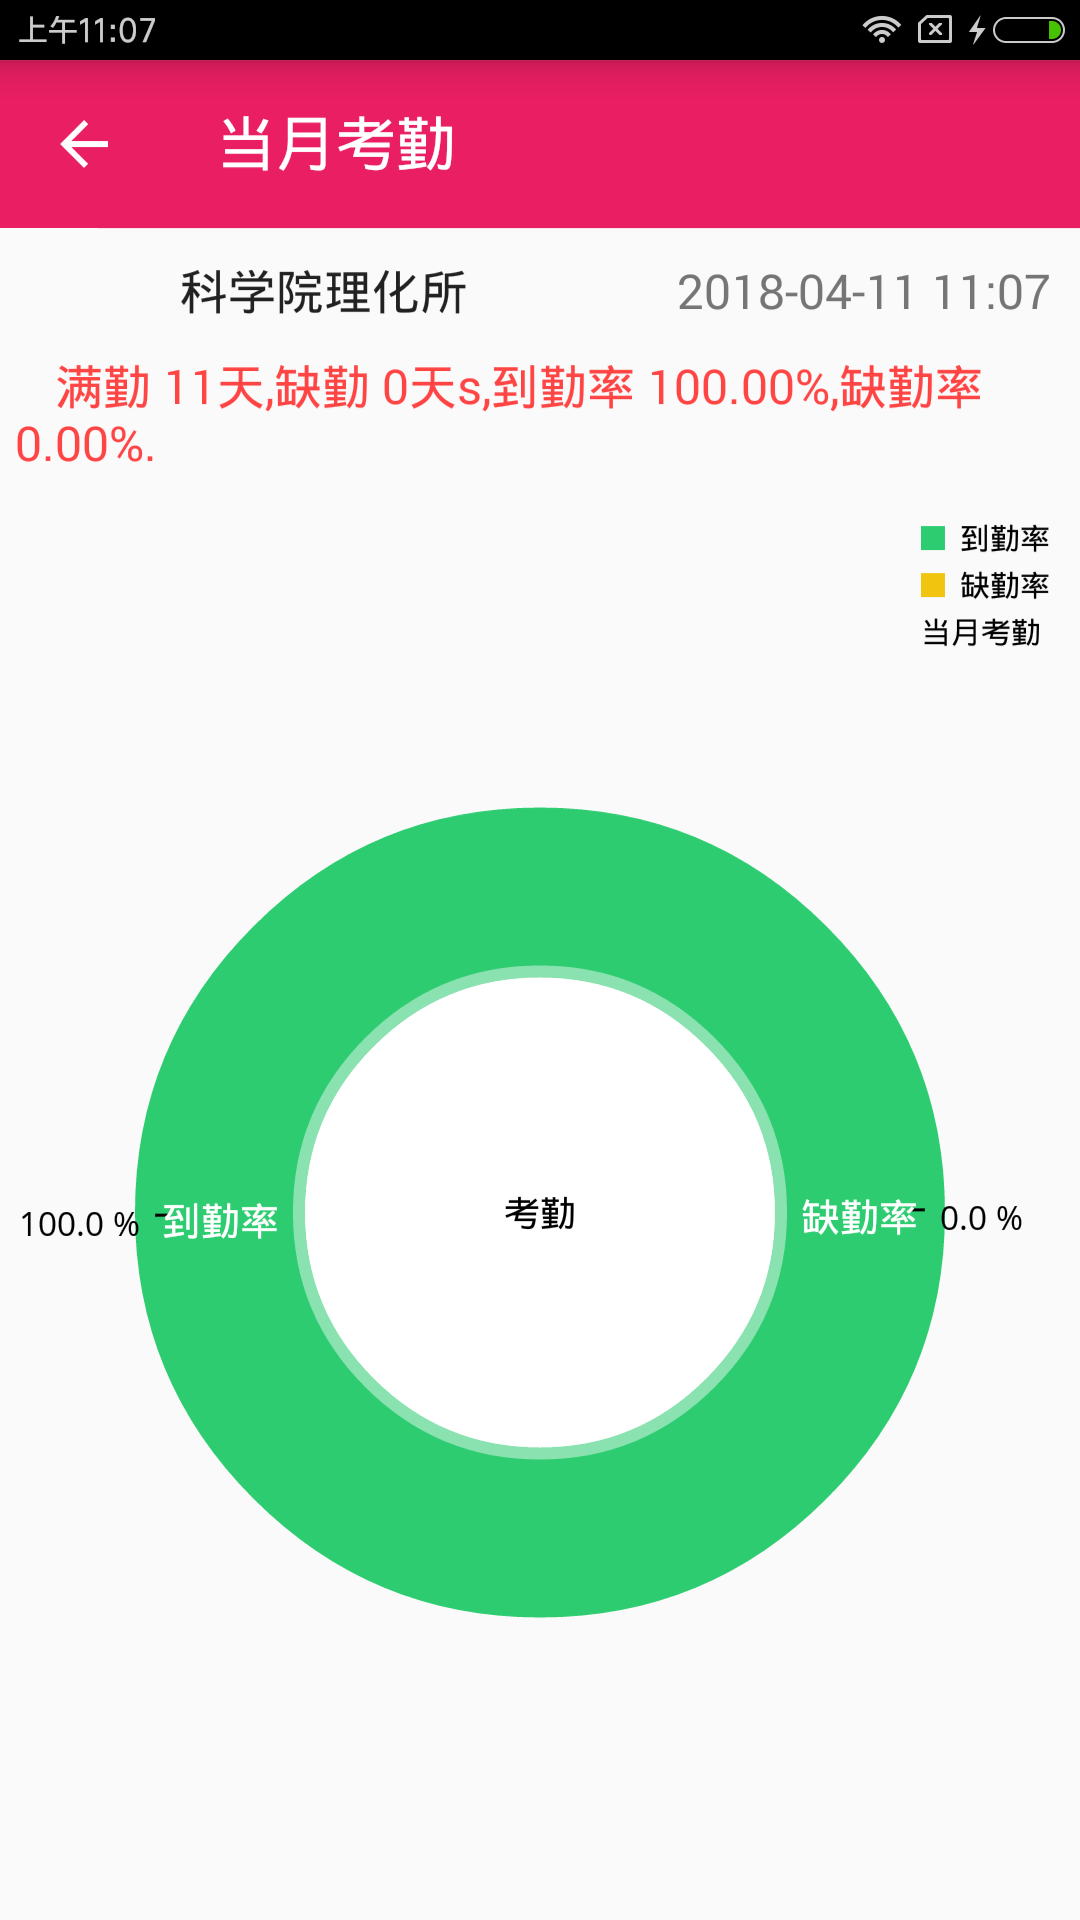 上午11:07
当月考勤
科学院理化所 2018-04-11 11:07
满勤 11天,缺勤 0天s,到勤率 100.00%,缺勤率
0.00%.
到勤率
缺勤率
当月考勤
100.0 % 到勤率 考勤 缺勤率 0.0 %